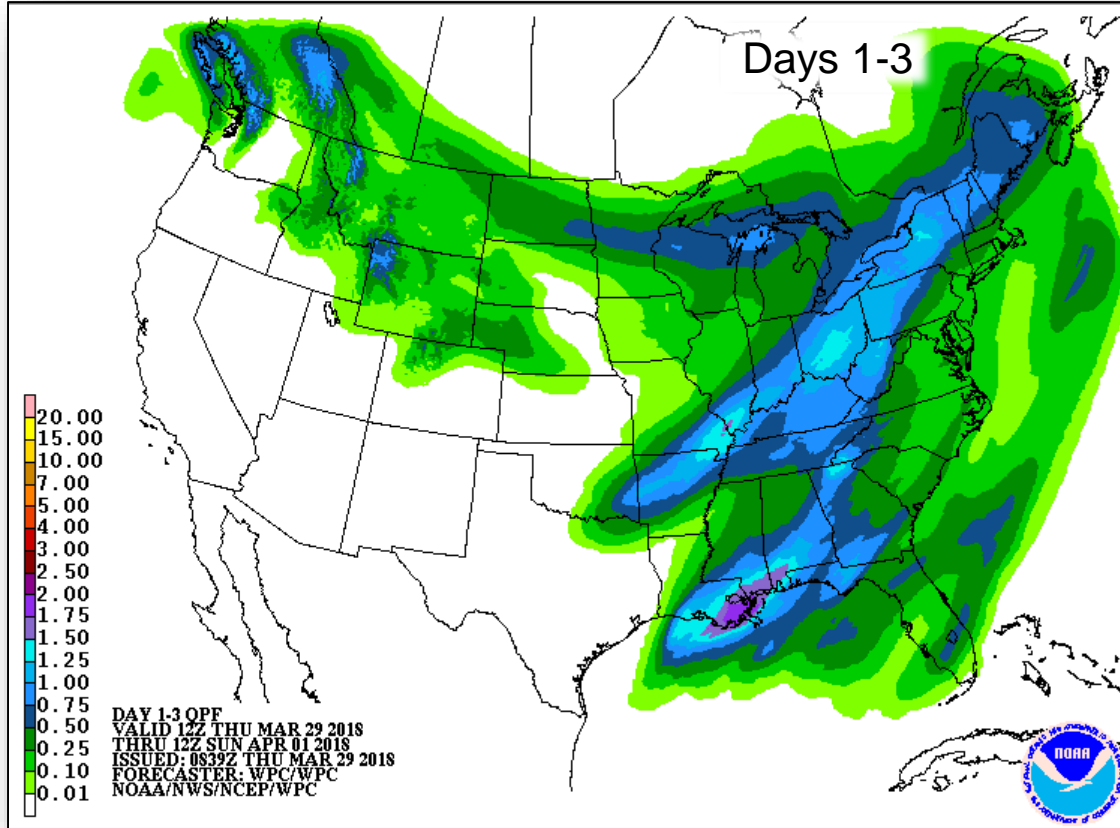 Days 1-3
20.00
15.00
10.00
7.00
5.00
4.00
3.00
2.50
2.00
1.75
1.50
1.25
1.00
0.75
0.50
0.25
0.10
0.01
DAY 1-3 QPF
VALID 12Z THU MAR 29 2018
THRU 12Z SUN APR 01 2018
ISSUED: 0839Z THU MAR 29 2018
FORECASTER: WPC/WPC
NOAA/NWS/NCEP/WPC
NOAA